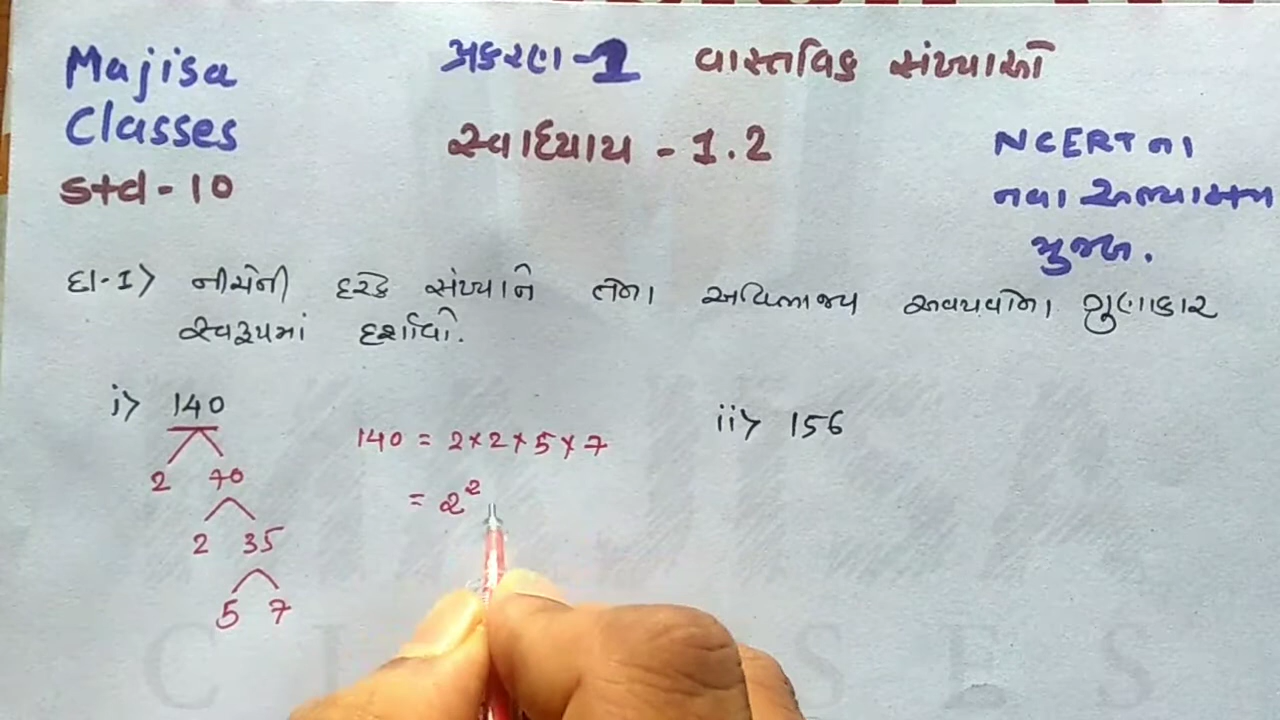 Majisa
Classes
Std - 10
પ્રકરણ - 1 વાસ્તવિક સંખ્યાઓ
સ્વાધ્યાય - 1.2
NCERT ના
નવા અભ્યાસક્રમ
મુજબ.
દા-1> નીચેની દરેક સંખ્યાને તેના અવિભાજ્ય અવયવોના ગુણાકાર
સ્વરૂપમાં દર્શાવો.
i> 140
2 70
2 35
5 7
140 = 2×2×5×7
= 2²
ii> 156